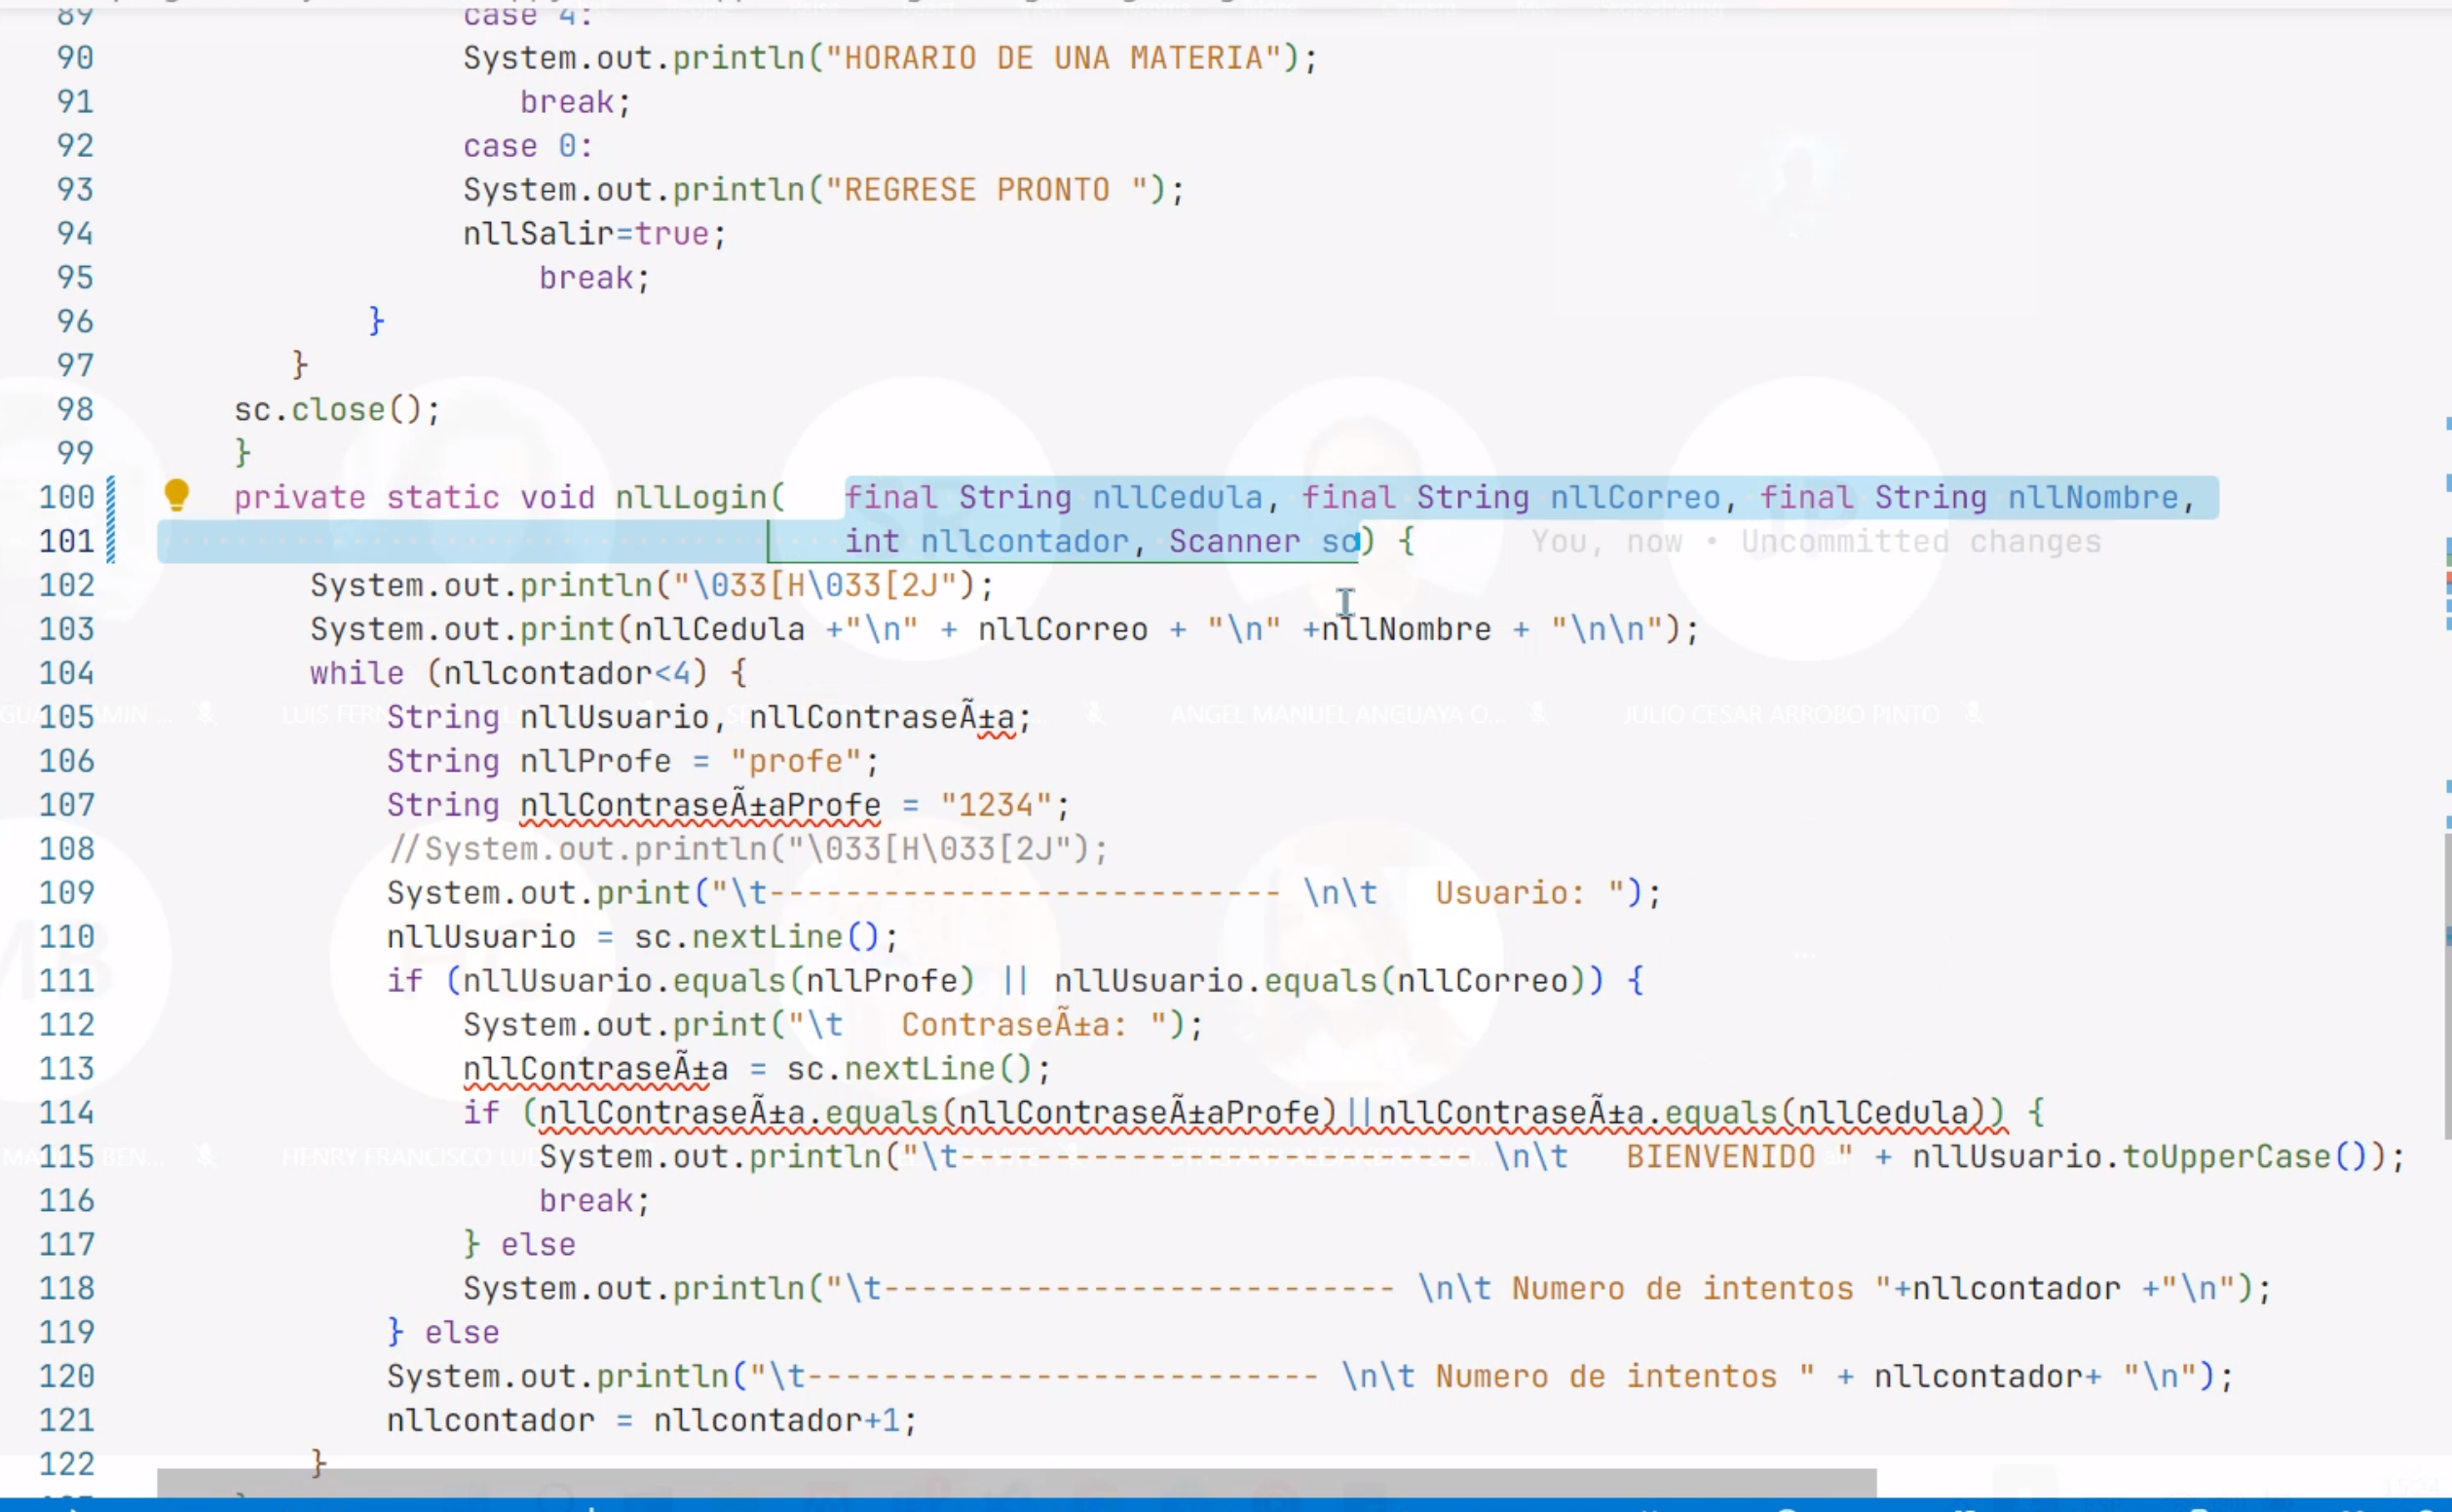 89 case 4:
90 System.out.println("HORARIO DE UNA MATERIA");
91 break;
92 case 0:
93 System.out.println("REGRESE PRONTO ");
94 nllSalir=true;
95 break;
96 }
97 }
98 sc.close();
99 }
100 private static void nllLogin( final String nllCedula, final String nllCorreo, final String nllNombre,
101 int nllcontador, Scanner sc) { You, now • Uncommitted changes
102 System.out.println("\033[H\033[2J");
103 System.out.print(nllCedula +"\n" + nllCorreo + "\n" +nllNombre + "\n\n");
104 while (nllcontador<4) {
LUIS FER
ANGEL MANUEL ANGUAYA O...
JULIO CESAR ARROBO PINTO
105 String nllUsuario, nllContraseÃ±a;
106 String nllProfe = "profe";
107 String nllContraseÃ±aProfe = "1234";
108 //System.out.println("\033[H\033[2J");
109 System.out.print("\t--------------------------- \n\t   Usuario: ");
110 nllUsuario = sc.nextLine();
111 if (nllUsuario.equals(nllProfe) || nllUsuario.equals(nllCorreo)) {
112 System.out.print("\t   ContraseÃ±a: ");
113 nllContraseÃ±a = sc.nextLine();
114 if (nllContraseÃ±a.equals(nllContraseÃ±aProfe)||nllContraseÃ±a.equals(nllCedula)) {
HENRY FRANCISCO
115 System.out.println("\t---------------------------\n\t   BIENVENIDO " + nllUsuario.toUpperCase());
116 break;
117 } else
118 System.out.println("\t--------------------------- \n\t Numero de intentos "+nllcontador +"\n");
119 } else
120 System.out.println("\t--------------------------- \n\t Numero de intentos " + nllcontador+ "\n");
121 nllcontador = nllcontador+1;
122 }